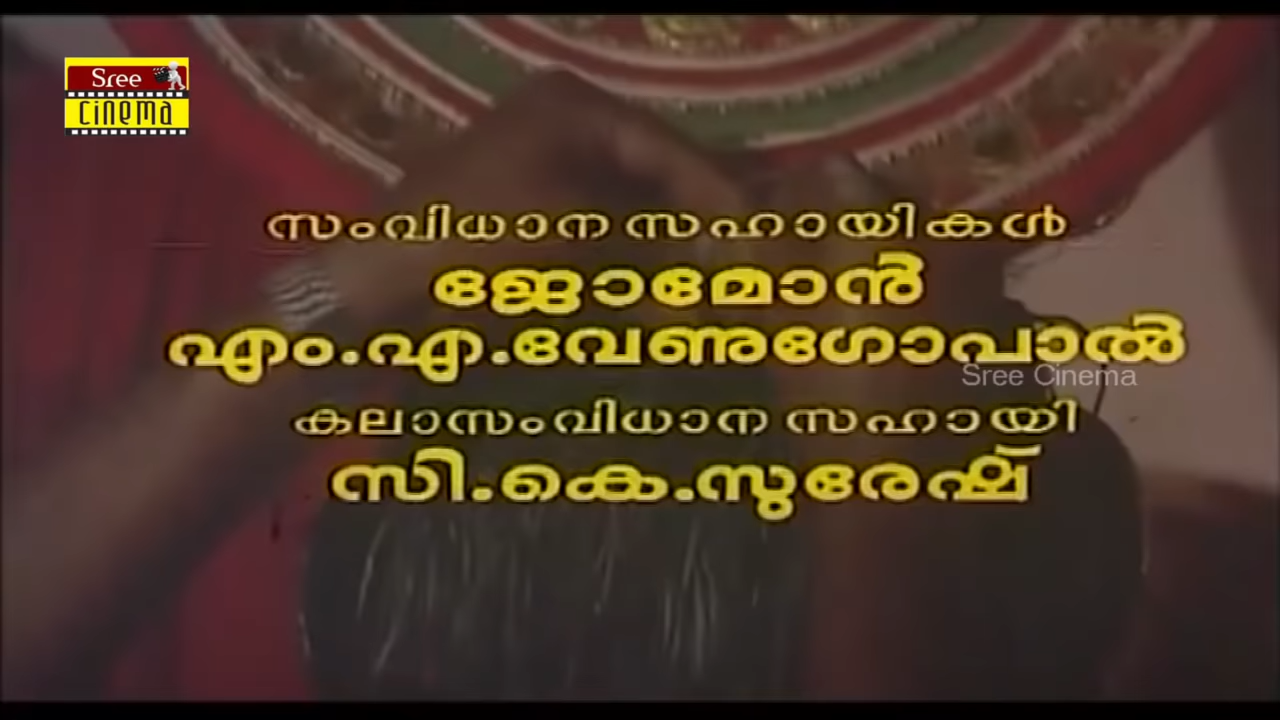 Sree
CINEMA
സംവിധാന സഹായികൾ
ജോമോൻ
എം.എ.വേണുഗോപാൽ
Sree Cinema
കലാസംവിധാന സഹായി
സി.കെ.സുരേഷ്